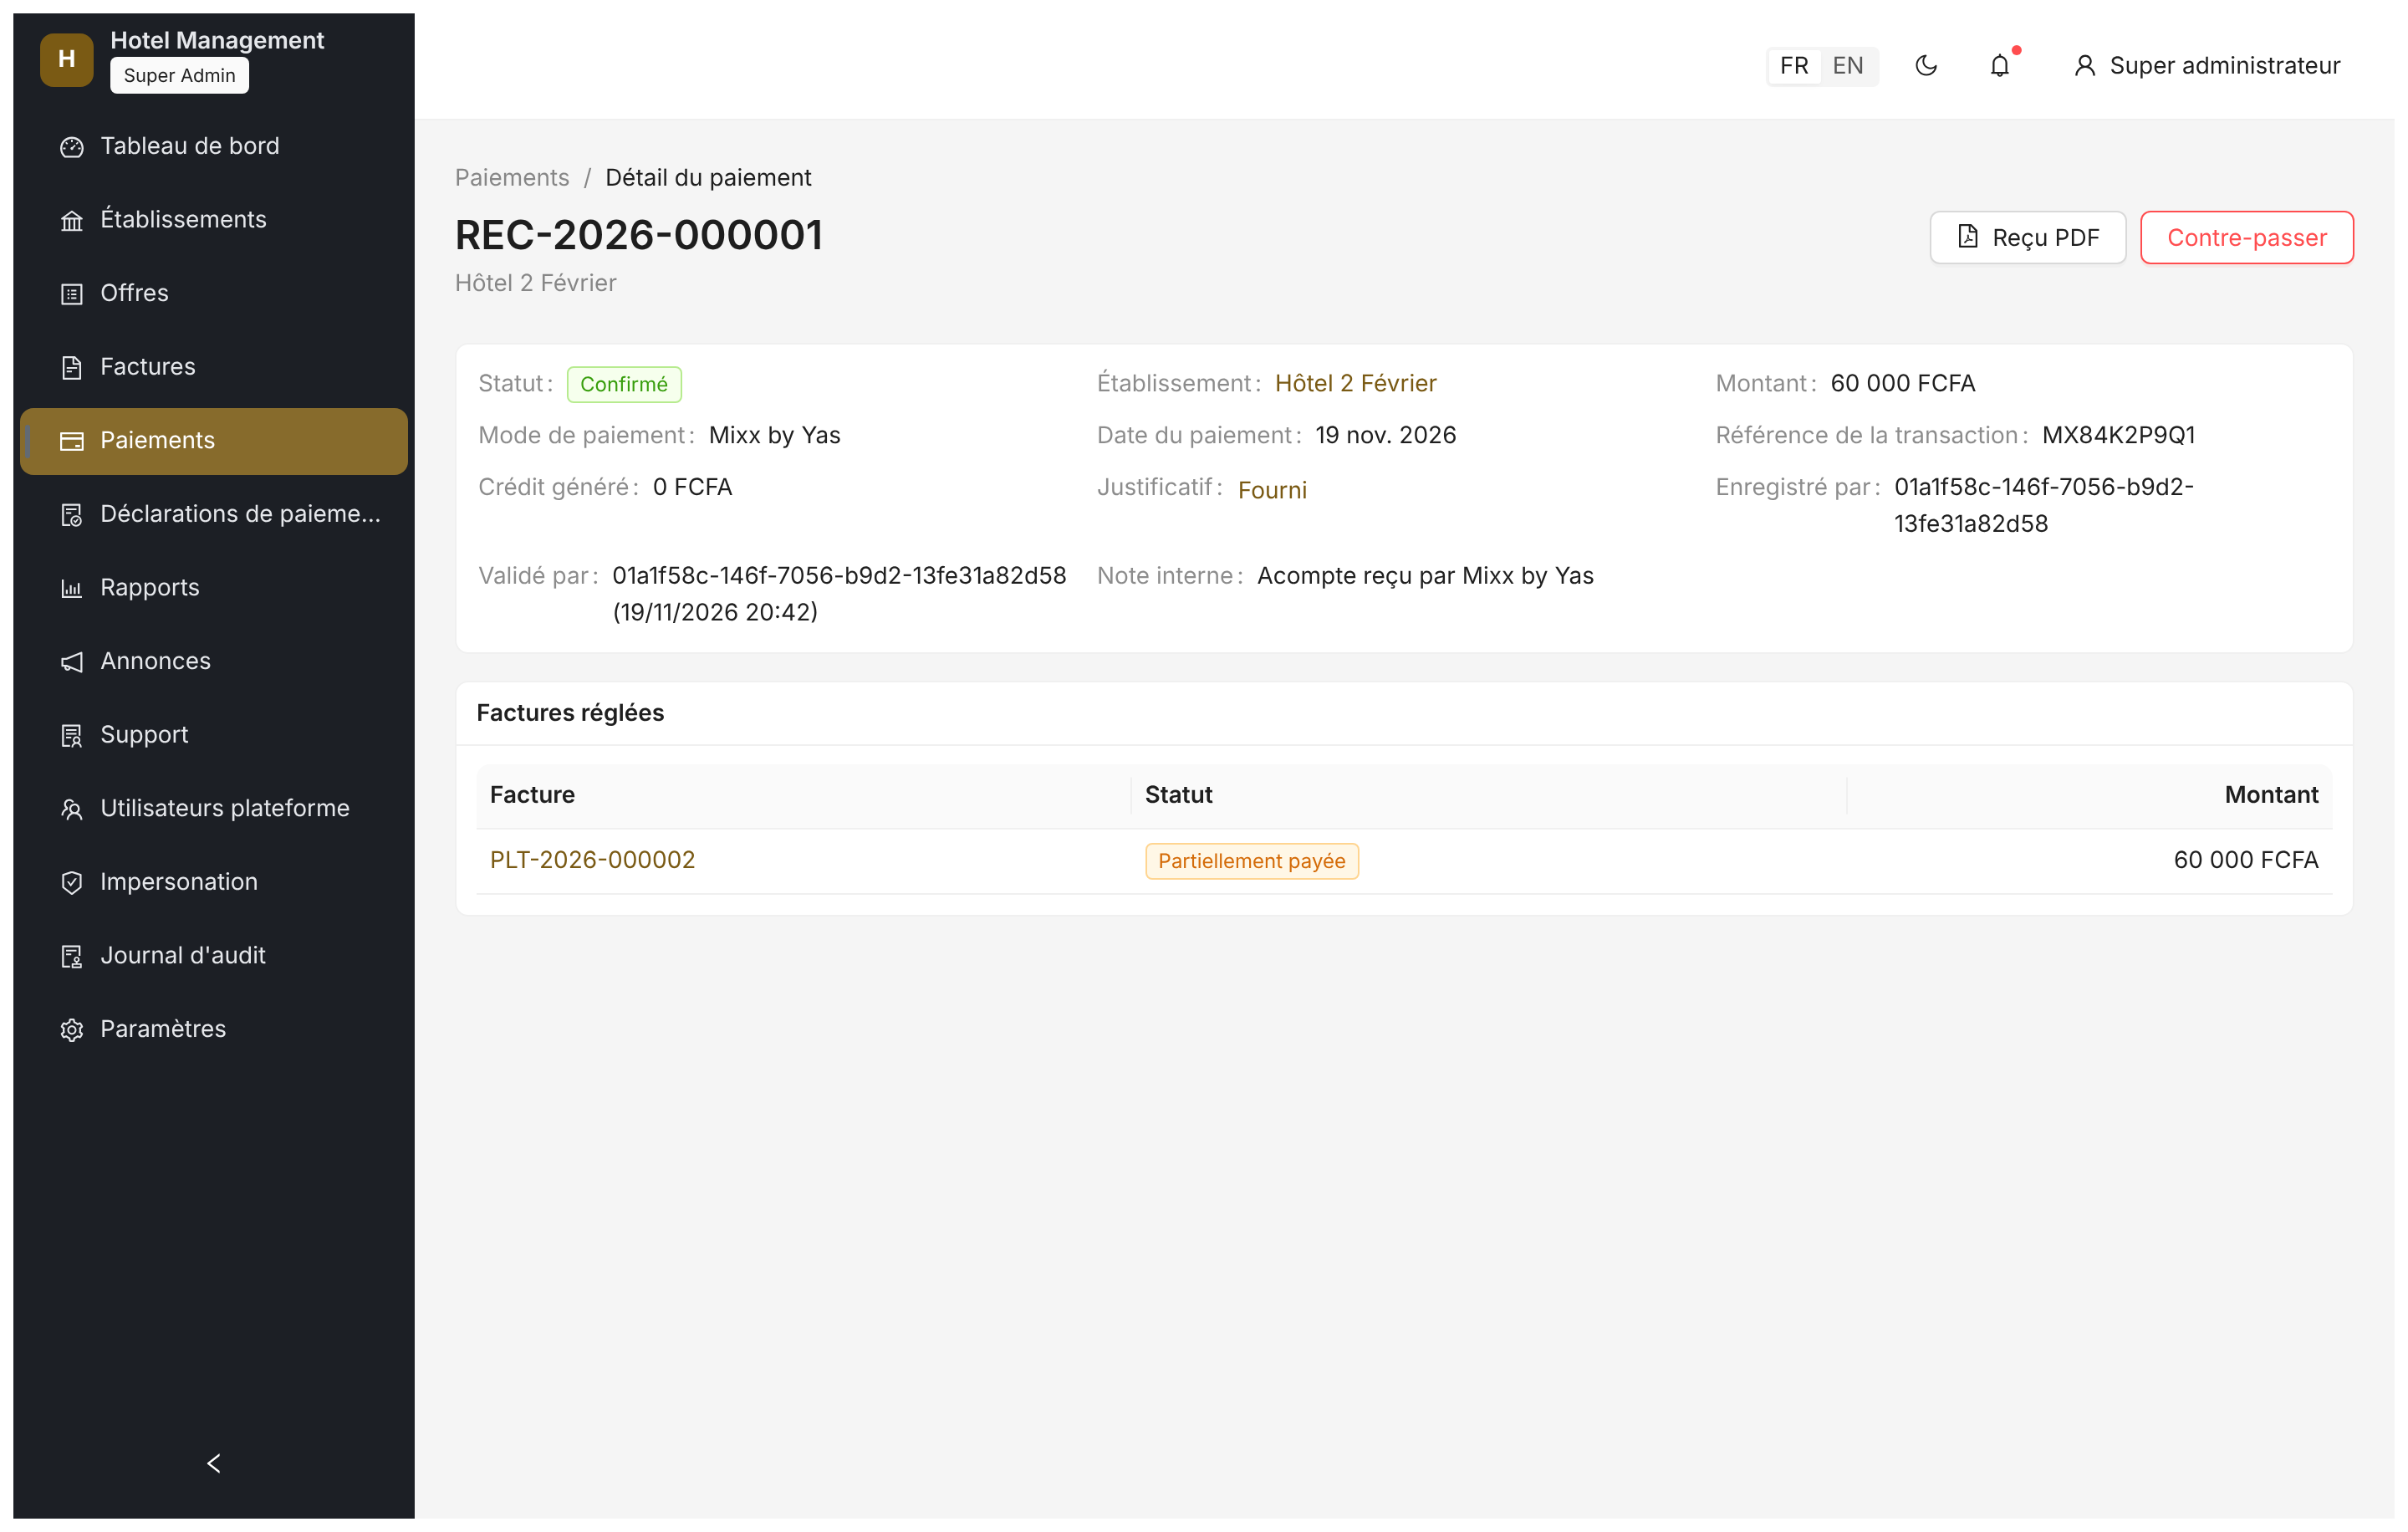 H
Hotel Management
Super Admin
Tableau de bord
Établissements
Offres
Factures
Paiements
Déclarations de paieme...
Rapports
Annonces
Support
Utilisateurs plateforme
Impersonation
Journal d'audit
Paramètres
FR EN
Super administrateur
Paiements / Détail du paiement
REC-2026-000001
Reçu PDF
Contre-passer
Hôtel 2 Février
Statut : Confirmé
Établissement : Hôtel 2 Février
Montant : 60 000 FCFA
Mode de paiement : Mixx by Yas
Date du paiement : 19 nov. 2026
Référence de la transaction : MX84K2P9Q1
Crédit généré : 0 FCFA
Justificatif : Fourni
Enregistré par : 01a1f58c-146f-7056-b9d2-
13fe31a82d58
Validé par : 01a1f58c-146f-7056-b9d2-13fe31a82d58
(19/11/2026 20:42)
Note interne : Acompte reçu par Mixx by Yas
Factures réglées
Facture Statut Montant
PLT-2026-000002 Partiellement payée 60 000 FCFA